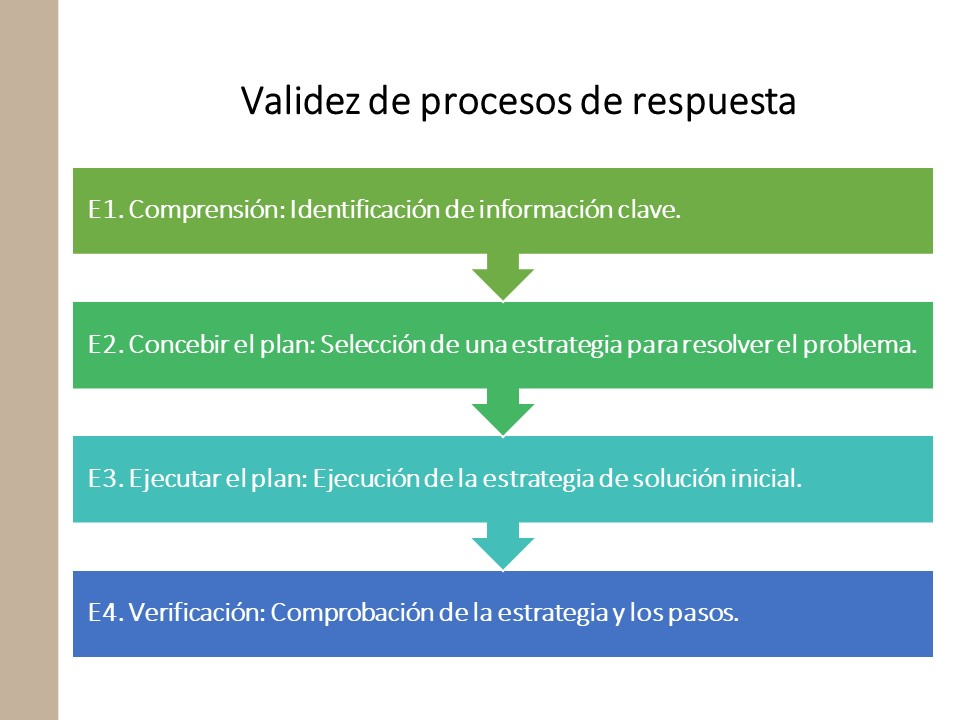 Validez de procesos de respuesta
E1. Comprensión: Identificación de información clave.
E2. Concebir el plan: Selección de una estrategia para resolver el problema.
E3. Ejecutar el plan: Ejecución de la estrategia de solución inicial.
E4. Verificación: Comprobación de la estrategia y los pasos.